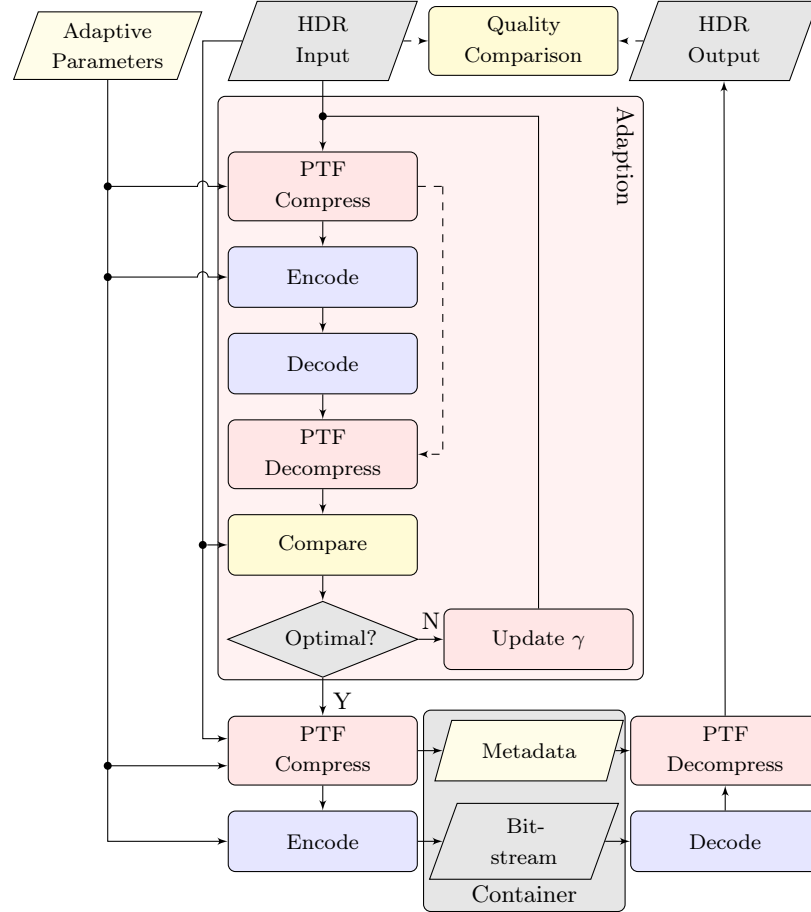 Adaptive
Parameters
HDR
Input
Quality
Comparison
HDR
Output
Adaption
PTF
Compress
Encode
Decode
PTF
Decompress
Compare
Optimal?
N
Update γ
Y
PTF
Compress
Metadata
PTF
Decompress
Encode
Bit-
stream
Decode
Container